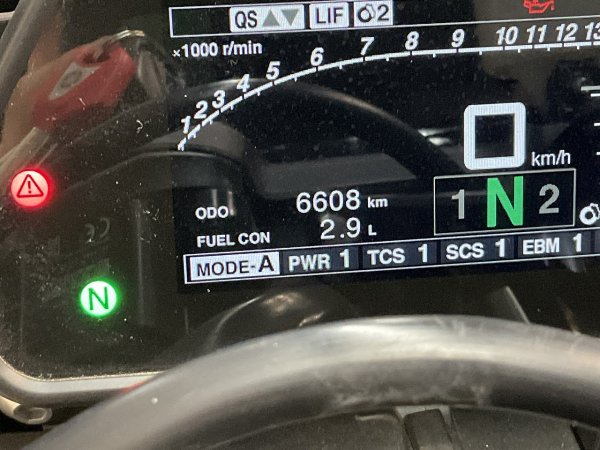 QS LIF 2
×1000 r/min
1 2 3 4 5 6 7 8 9 10 11 12 13
0 km/h
ODO 6608 km
1 N 2
FUEL CON 2.9 L
MODE-A PWR 1 TCS 1 SCS 1 EBM 1
N